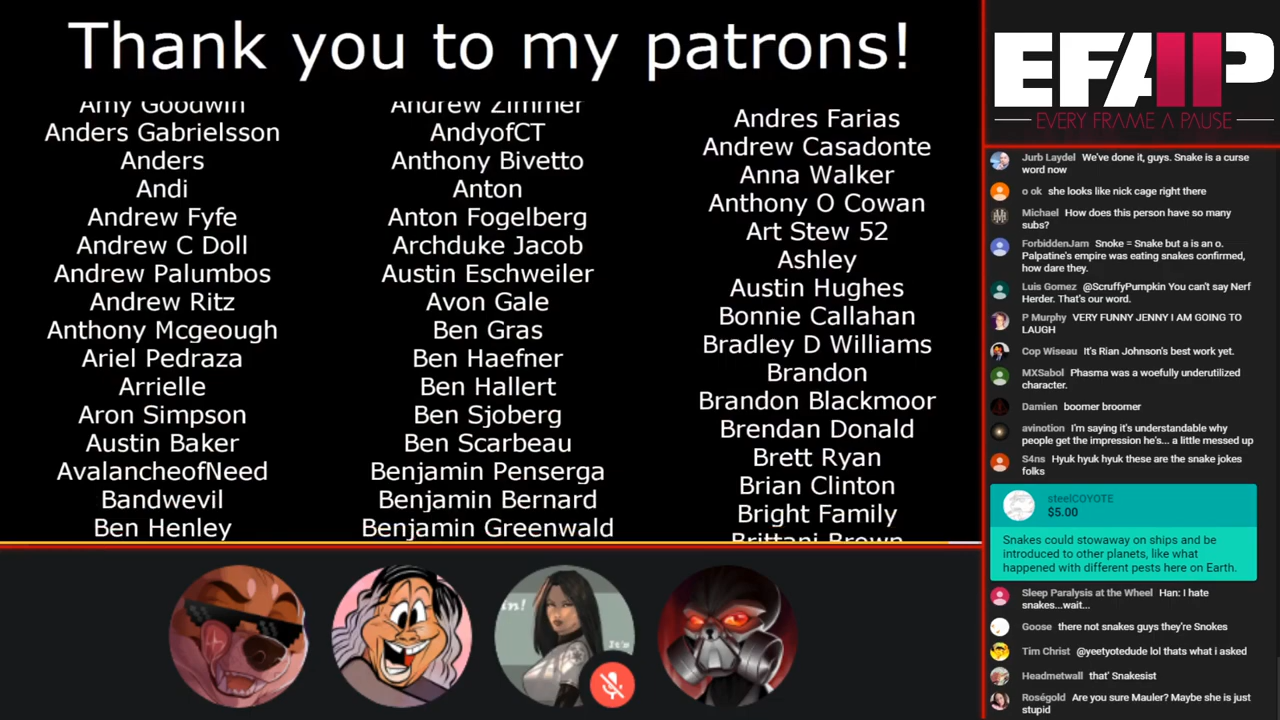 Thank you to my patrons!
Amy Goodwin
Anders Gabrielsson
Anders
Andi
Andrew Fyfe
Andrew C Doll
Andrew Palumbos
Andrew Ritz
Anthony Mcgeough
Ariel Pedraza
Arrielle
Aron Simpson
Austin Baker
AvalancheofNeed
Bandwevil
Ben Henley
Andrew Zimmer
AndyofCT
Anthony Bivetto
Anton
Anton Fogelberg
Archduke Jacob
Austin Eschweiler
Avon Gale
Ben Gras
Ben Haefner
Ben Hallert
Ben Sjoberg
Ben Scarbeau
Benjamin Penserga
Benjamin Bernard
Benjamin Greenwald
Andres Farias
Andrew Casadonte
Anna Walker
Anthony O Cowan
Art Stew 52
Ashley
Austin Hughes
Bonnie Callahan
Bradley D Williams
Brandon
Brandon Blackmoor
Brendan Donald
Brett Ryan
Brian Clinton
Bright Family
Brittani Brown
EFAP
EVERY FRAME A PAUSE
Jurb Laydel We've done it, guys. Snake is a curse
word now
o ok she looks like nick cage right there
Michael How does this person have so many
subs?
ForbiddenJam Snoke = Snake but a is an o.
Palpatine's empire was eating snakes confirmed,
how dare they.
Luis Gomez @ScruffyPumpkin You can't say Nerf
Herder. That's our word.
P Murphy VERY FUNNY JENNY I AM GOING TO
LAUGH
Cop Wiseau It's Rian Johnson's best work yet.
MXSabol Phasma was a woefully underutilized
character.
Damien boomer broomer
avinotion I'm saying it's understandable why
people get the impression he's... a little messed up
S4ns Hyuk hyuk hyuk these are the snake jokes
folks
steelCOYOTE
$5.00
Snakes could stowaway on ships and be
introduced to other planets, like what
happened with different pests here on Earth.
Sleep Paralysis at the Wheel Han: I hate
snakes...wait...
Goose there not snakes guys they're Snokes
Tim Christ @yeetyotedude lol thats what i asked
Headmetwall that' Snakesist
Roségold Are you sure Mauler? Maybe she is just
stupid
in!
It's